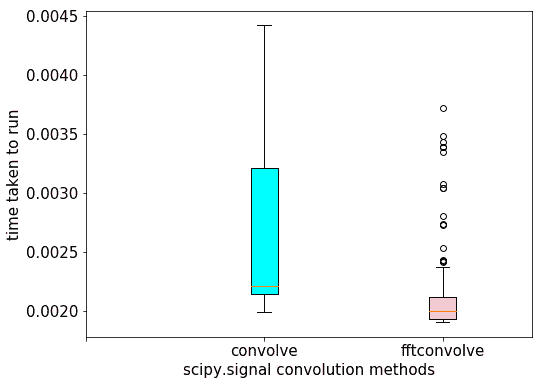 0.0045
0.0040
0.0035
0.0030
0.0025
0.0020
time taken to run
convolve fftconvolve
scipy.signal convolution methods